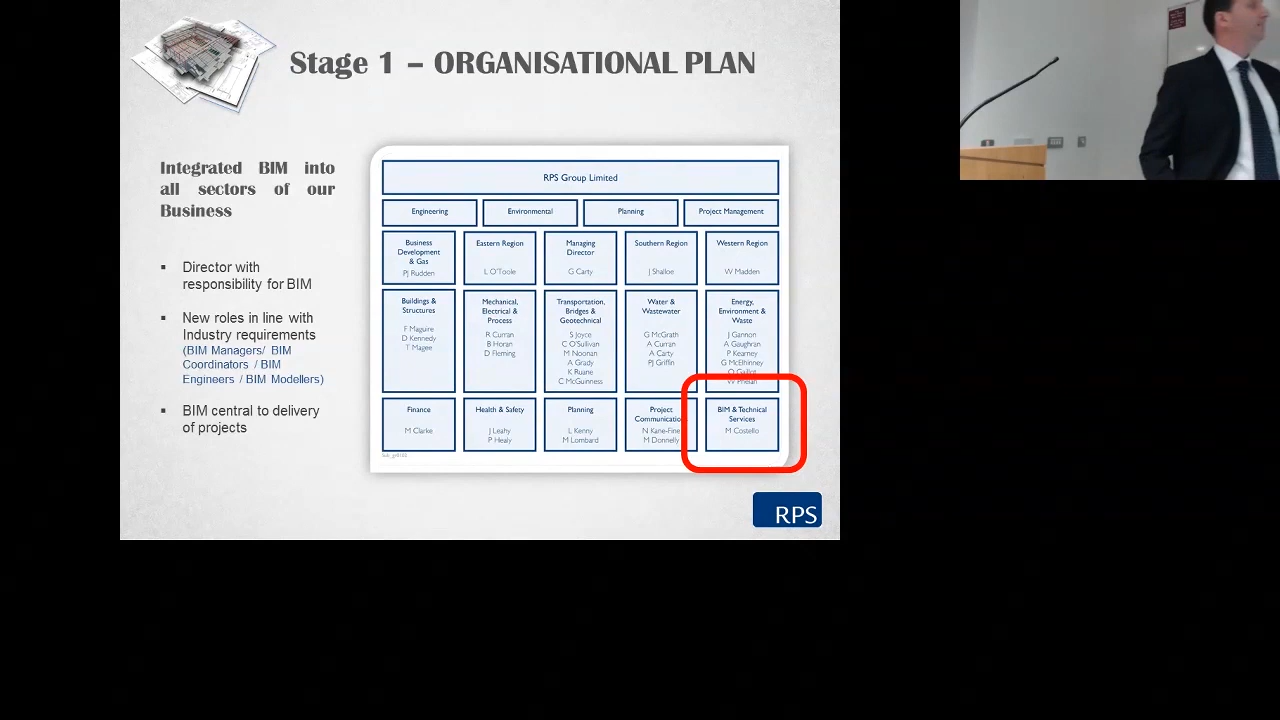 Stage 1 – ORGANISATIONAL PLAN
Integrated BIM into
all sectors of our
Business
▪ Director with
responsibility for BIM
▪ New roles in line with
Industry requirements
(BIM Managers/ BIM
Coordinators / BIM
Engineers / BIM Modellers)
▪ BIM central to delivery
of projects
RPS Group Limited
Engineering
Environmental
Planning
Project Management
Business
Development
& Gas
PJ Rudden
Eastern Region
L O'Toole
Managing
Director
G Carty
Southern Region
J Shalloe
Western Region
W Madden
Buildings &
Structures
F Maguire
D Kennedy
T Magee
Mechanical,
Electrical &
Process
R Curran
B Horan
D Fleming
Transportation,
Bridges &
Geotechnical
S Joyce
C O'Sullivan
M Noonan
A Grady
K Ruane
C McGuinness
Water &
Wastewater
G McGrath
A Curran
A Carty
PJ Griffin
Energy,
Environment &
Waste
J Gannon
A Gaughran
P Kearney
G McElhinney
W Phelan
Finance
M Clarke
Health & Safety
J Leahy
P Healy
Planning
L Kenny
M Lombard
Project
N Kane-Fine
M Donnelly
BIM & Technical
Services
M Costello
RPS